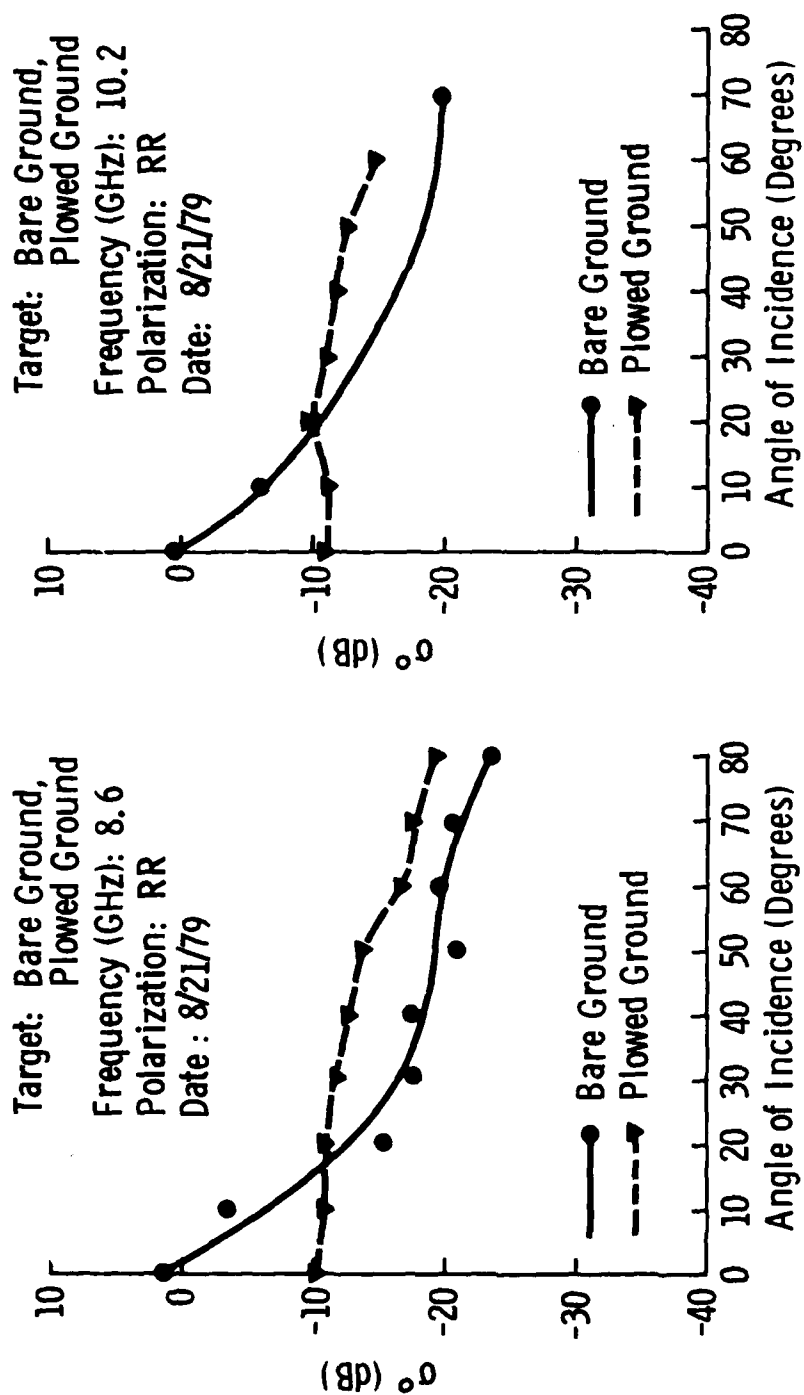 Target: Bare Ground,
Plowed Ground
Frequency (GHz): 8.6
Polarization: RR
Date : 8/21/79
10
0
-10
-20
-30
-40
σ° (dB)
Bare Ground
Plowed Ground
0 10 20 30 40 50 60 70 80
Angle of Incidence (Degrees)
Target: Bare Ground,
Plowed Ground
Frequency (GHz): 10.2
Polarization: RR
Date: 8/21/79
10
0
-10
-20
-30
-40
σ° (dB)
Bare Ground
Plowed Ground
0 10 20 30 40 50 60 70 80
Angle of Incidence (Degrees)